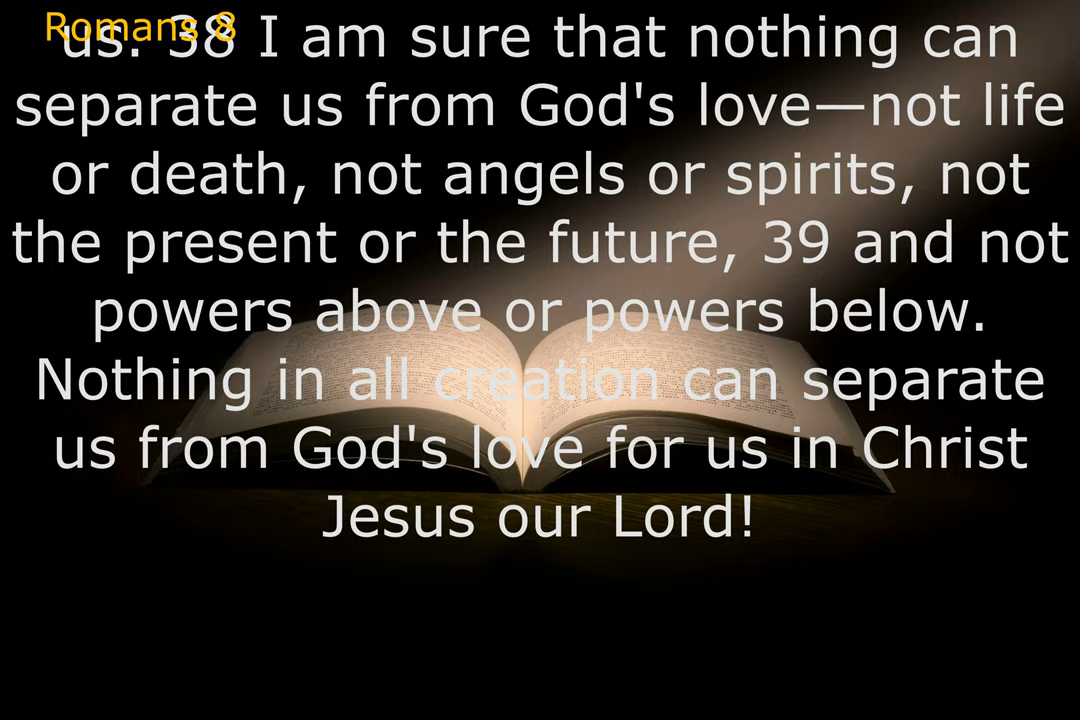 Romans 8
us. 38 I am sure that nothing can
separate us from God's love—not life
or death, not angels or spirits, not
the present or the future, 39 and not
powers above or powers below.
Nothing in all creation can separate
us from God's love for us in Christ
Jesus our Lord!